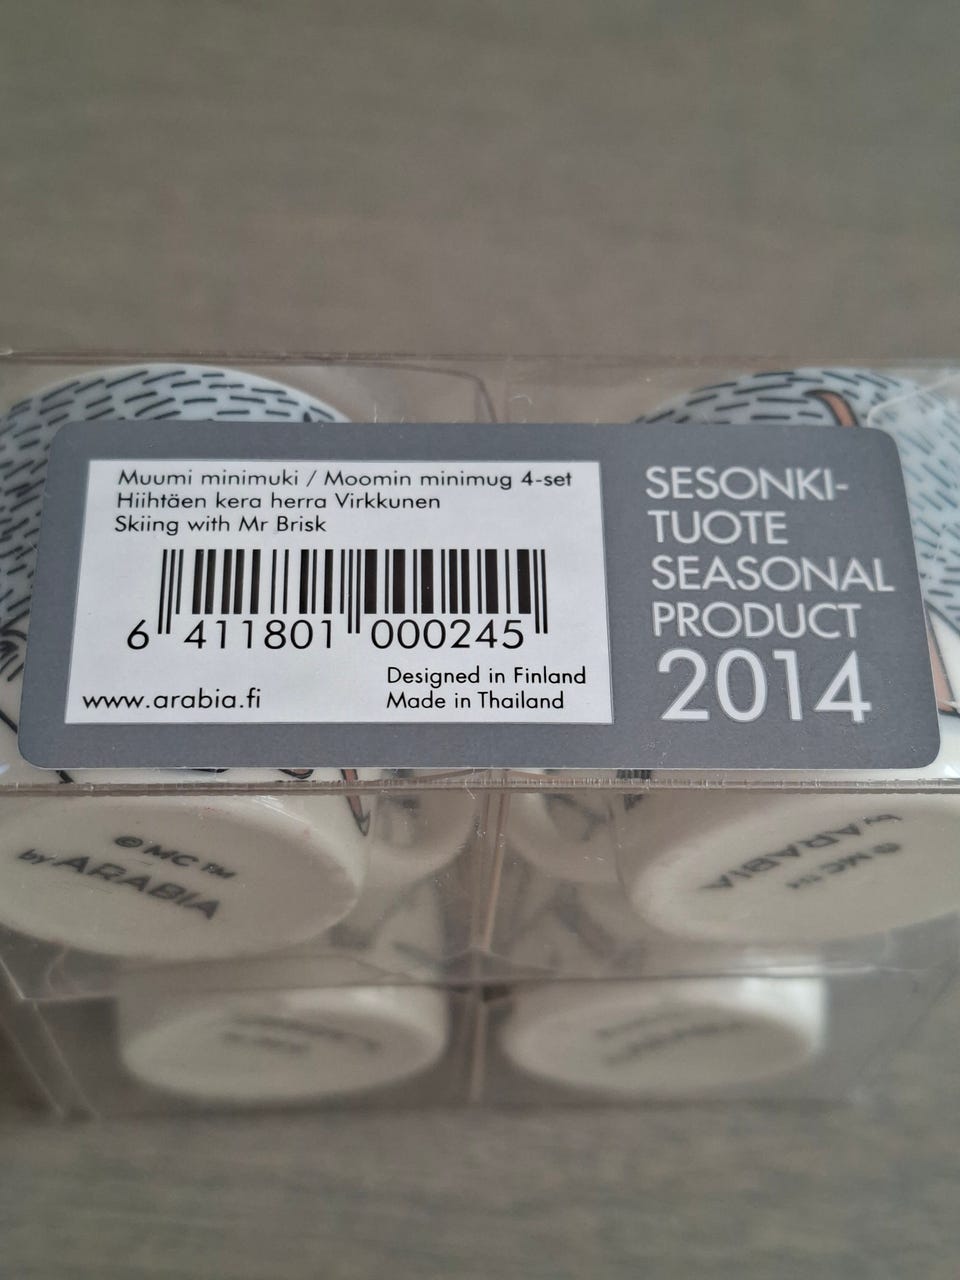 Muumi minimuki / Moomin minimug 4-set
Hiihtäen kera herra Virkkunen
Skiing with Mr Brisk
6 411801 000245
Designed in Finland
www.arabia.fi
Made in Thailand
SESONKI-
TUOTE
SEASONAL
PRODUCT
2014
© MC ™
by ARABIA
© MC ™
by ARABIA